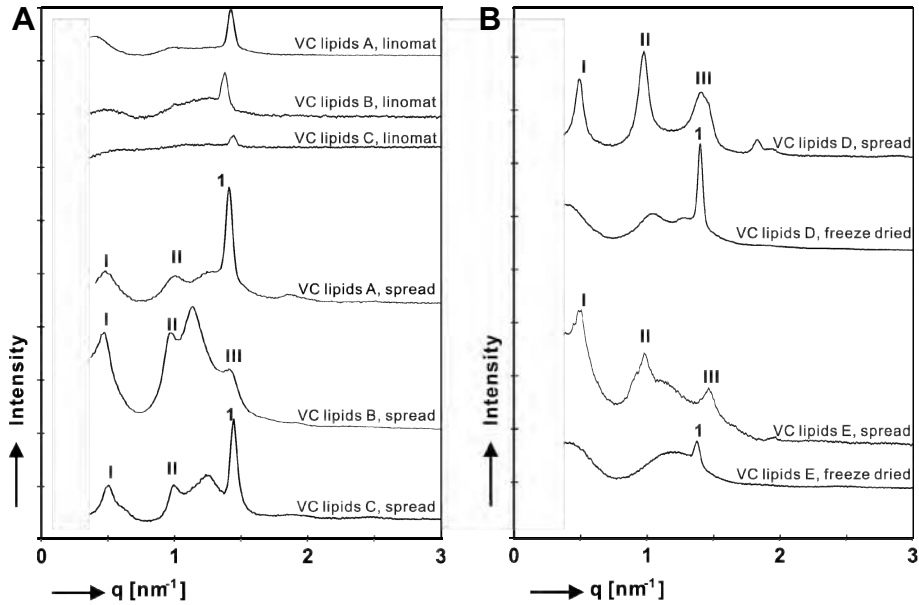 A
VC lipids A, linomat
VC lipids B, linomat
VC lipids C, linomat
1
I
II
VC lipids A, spread
I
II
III
VC lipids B, spread
1
I
II
VC lipids C, spread
Intensity
0
1
2
3
q [nm-1]
B
I
II
III
VC lipids D, spread
1
VC lipids D, freeze dried
I
II
III
VC lipids E, spread
1
VC lipids E, freeze dried
Intensity
0
1
2
3
q [nm-1]